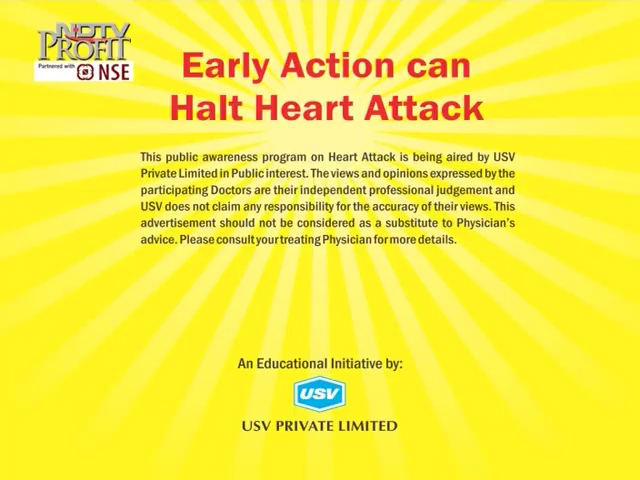 NDTV
PROFIT
Partnered with NSE
Early Action can
Halt Heart Attack
This public awareness program on Heart Attack is being aired by USV
Private Limited in Public interest. The views and opinions expressed by the
participating Doctors are their independent professional judgement and
USV does not claim any responsibility for the accuracy of their views. This
advertisement should not be considered as a substitute to Physician's
advice. Please consult your treating Physician for more details.
An Educational Initiative by:
USV
USV PRIVATE LIMITED